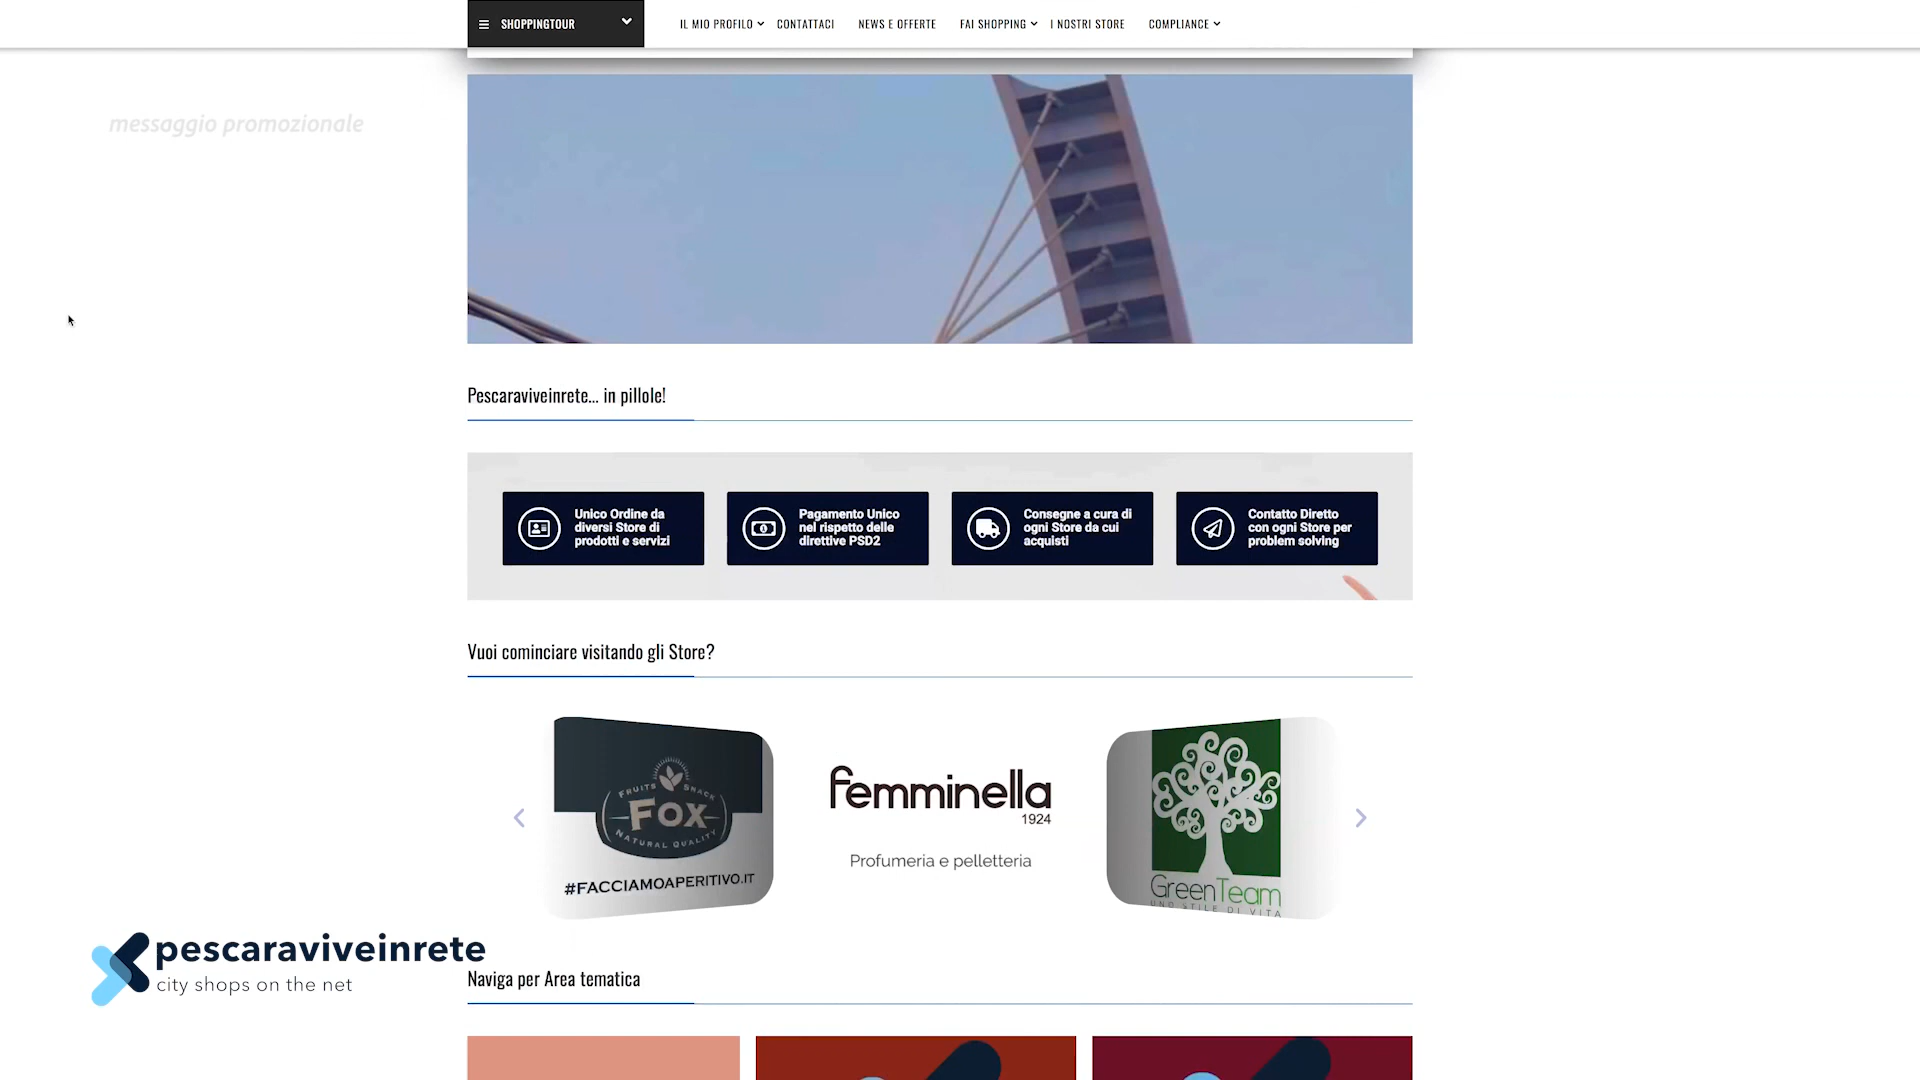 SHOPPINGTOUR
IL MIO PROFILO
CONTATTACI
NEWS E OFFERTE
FAI SHOPPING
I NOSTRI STORE
COMPLIANCE
messaggio promozionale
Pescaraviveinrete... in pillole!
Unico Ordine da
diversi Store di
prodotti e servizi
Pagamento Unico
nel rispetto delle
direttive PSD2
Consegne a cura di
ogni Store da cui
acquisti
Contatto Diretto
con ogni Store per
problem solving
Vuoi cominciare visitando gli Store?
FRUITS SNACK
FOX
NATURAL QUALITY
#FACCIAMOAPERITIVO.IT
femminella
1924
Profumeria e pelletteria
GreenTeam
UNO STILE DI VITA
pescaraviveinrete
city shops on the net
Naviga per Area tematica